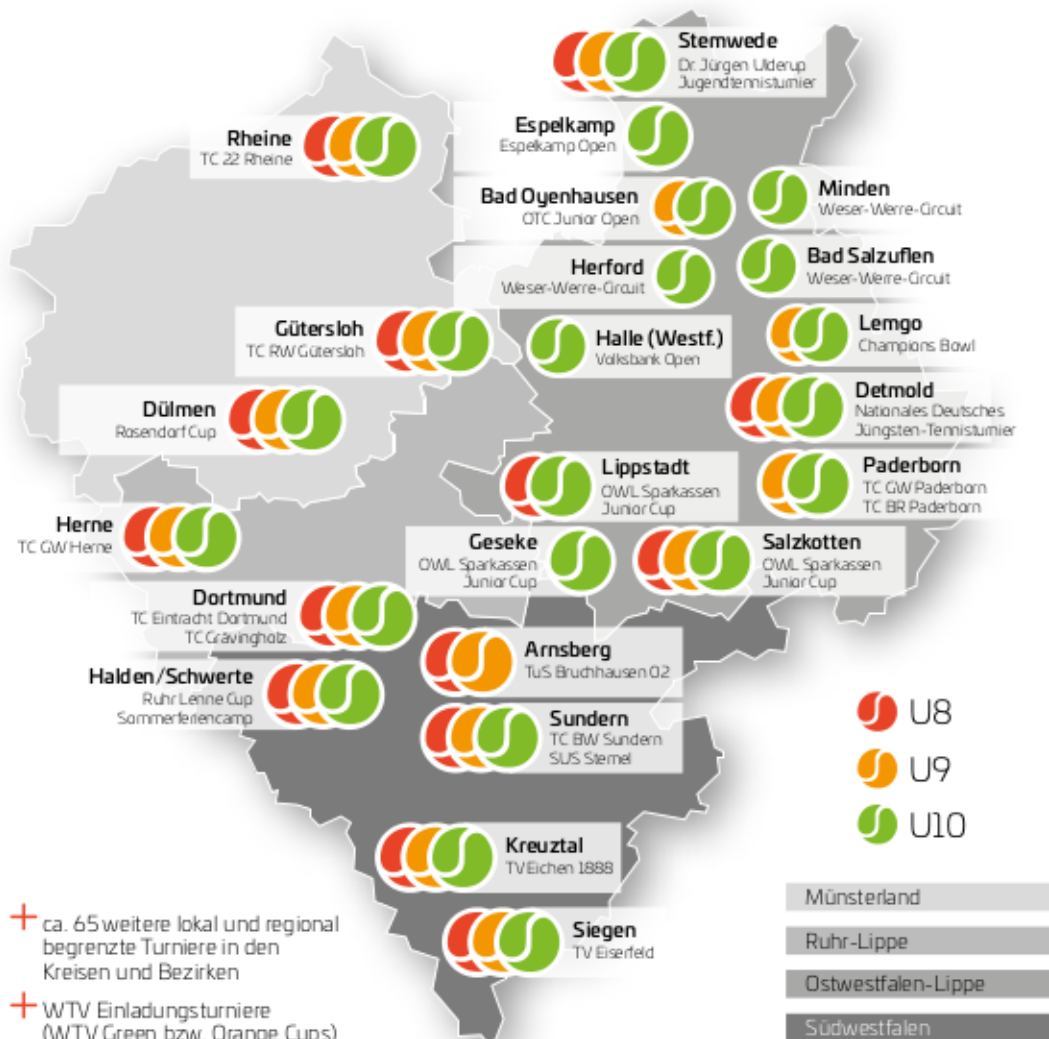 Stemwede
Dr. Jürgen Ulderup
Jugendtennisturnier
Rheine
TC 22 Rheine
Espelkamp
Espelkamp Open
Bad Oyenhausen
OTC Junior Open
Minden
Weser-Werre-Circuit
Herford
Weser-Werre-Circuit
Bad Salzuflen
Weser-Werre-Circuit
Gütersloh
TC RW Gütersloh
Halle (Westf.)
Volksbank Open
Lemgo
Champions Bowl
Dülmen
Rosendorf Cup
Detmold
Nationales Deutsches
Jüngsten-Tennisturnier
Lippstadt
OWL Sparkassen
Junior Cup
Paderborn
TC GW Paderborn
TC BR Paderborn
Herne
TC GW Herne
Geseke
OWL Sparkassen
Junior Cup
Salzkotten
OWL Sparkassen
Junior Cup
Dortmund
TC Eintracht Dortmund
TC Grävingholz
Arnsberg
TuS Bruchhausen 02
Halden/Schwerte
Ruhr Lenne Cup
Sommerferiencamp
Sundern
TC BW Sundern
SUS Stemel
U8
U9
U10
Kreuztal
TV Eichen 1888
Siegen
TV Eiserfeld
+ ca. 65 weitere lokal und regional
begrenzte Turniere in den
Kreisen und Bezirken
+ WTV Einladungsturniere
(WTV Green bzw. Orange Cups)
Münsterland
Ruhr-Lippe
Ostwestfalen-Lippe
Südwestfalen